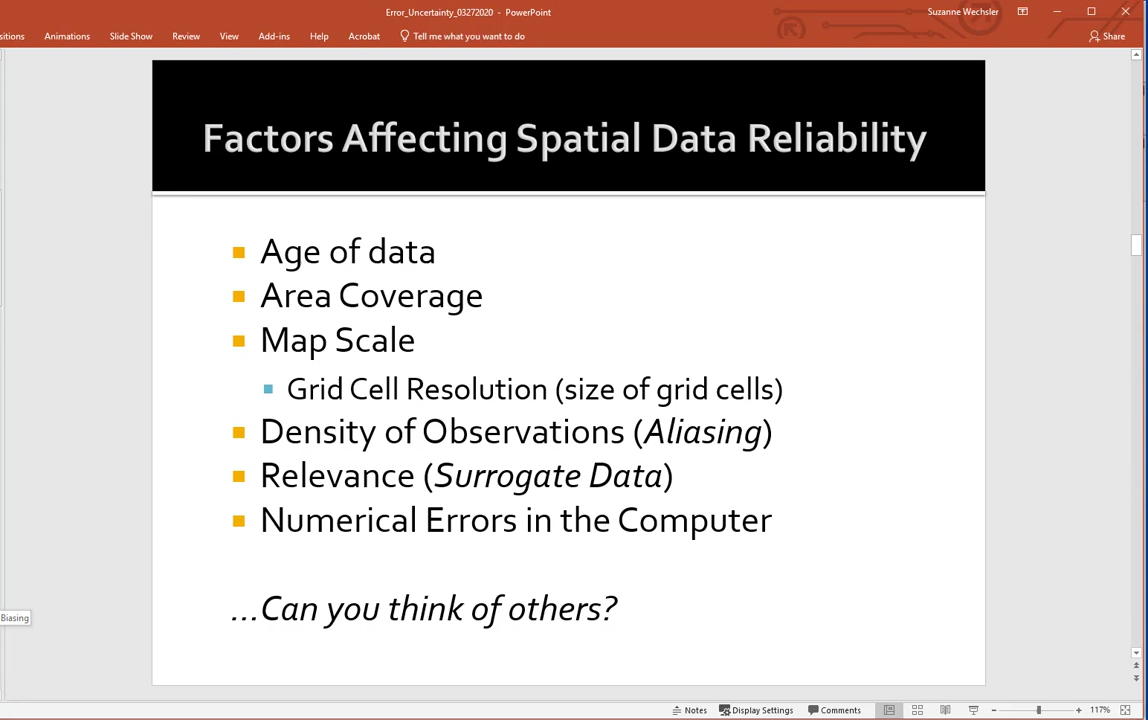 Error_Uncertainty_03272020 - PowerPoint
Suzanne Wechsler
sitions
Animations
Slide Show
Review
View
Add-ins
Help
Acrobat
Tell me what you want to do
Share
Factors Affecting Spatial Data Reliability
Age of data
Area Coverage
Map Scale
Grid Cell Resolution (size of grid cells)
Density of Observations (Aliasing)
Relevance (Surrogate Data)
Numerical Errors in the Computer
...Can you think of others?
Biasing
Notes
Display Settings
Comments
117%